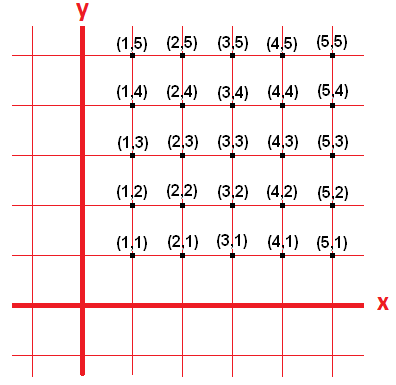 y
(1,5) (2,5) (3,5) (4,5) (5,5)
(1,4) (2,4) (3,4) (4,4) (5,4)
(1,3) (2,3) (3,3) (4,3) (5,3)
(1,2) (2,2) (3,2) (4,2) (5,2)
(1,1) (2,1) (3,1) (4,1) (5,1)
x